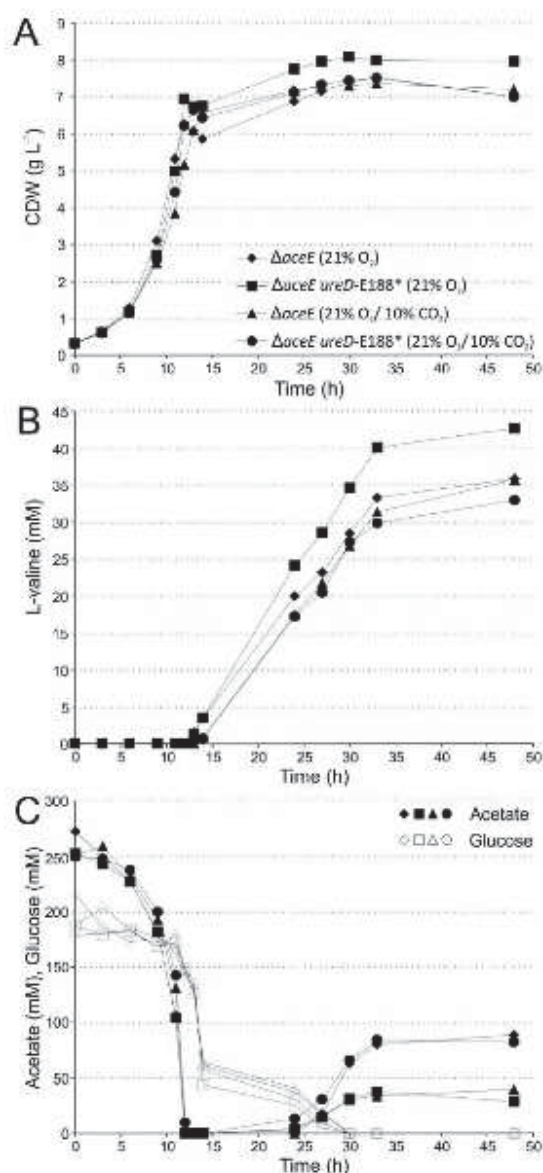 A
CDW (g L⁻¹)
9
8
7
6
5
4
3
2
1
0
ΔaceE (21% O₂)
ΔaceE ureD-E188* (21% O₂)
ΔaceE (21% O₂/ 10% CO₂)
ΔaceE ureD-E188* (21% O₂/ 10% CO₂)
0 5 10 15 20 25 30 35 40 45 50
Time (h)
B
L-valine (mM)
45
40
35
30
25
20
15
10
5
0
0 5 10 15 20 25 30 35 40 45 50
Time (h)
C
Acetate (mM), Glucose (mM)
300
250
200
150
100
50
0
Acetate
Glucose
0 5 10 15 20 25 30 35 40 45 50
Time (h)